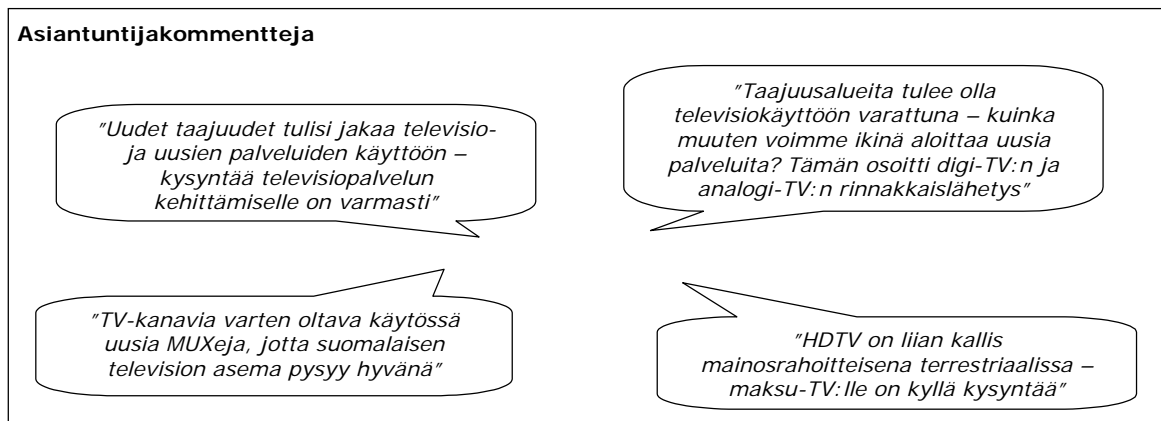 Asiantuntijakommentteja
"Uudet taajuudet tulisi jakaa televisio-
ja uusien palveluiden käyttöön –
kysyntää televisiopalvelun
kehittämiselle on varmasti"
"Taajuusalueita tulee olla
televisiokäyttöön varattuna – kuinka
muuten voimme ikinä aloittaa uusia
palveluita? Tämän osoitti digi-TV:n ja
analogi-TV:n rinnakkaislähetys"
"TV-kanavia varten oltava käytössä
uusia MUXeja, jotta suomalaisen
television asema pysyy hyvänä"
"HDTV on liian kallis
mainosrahoitteisena terrestriaalissa –
maksu-TV:lle on kyllä kysyntää"